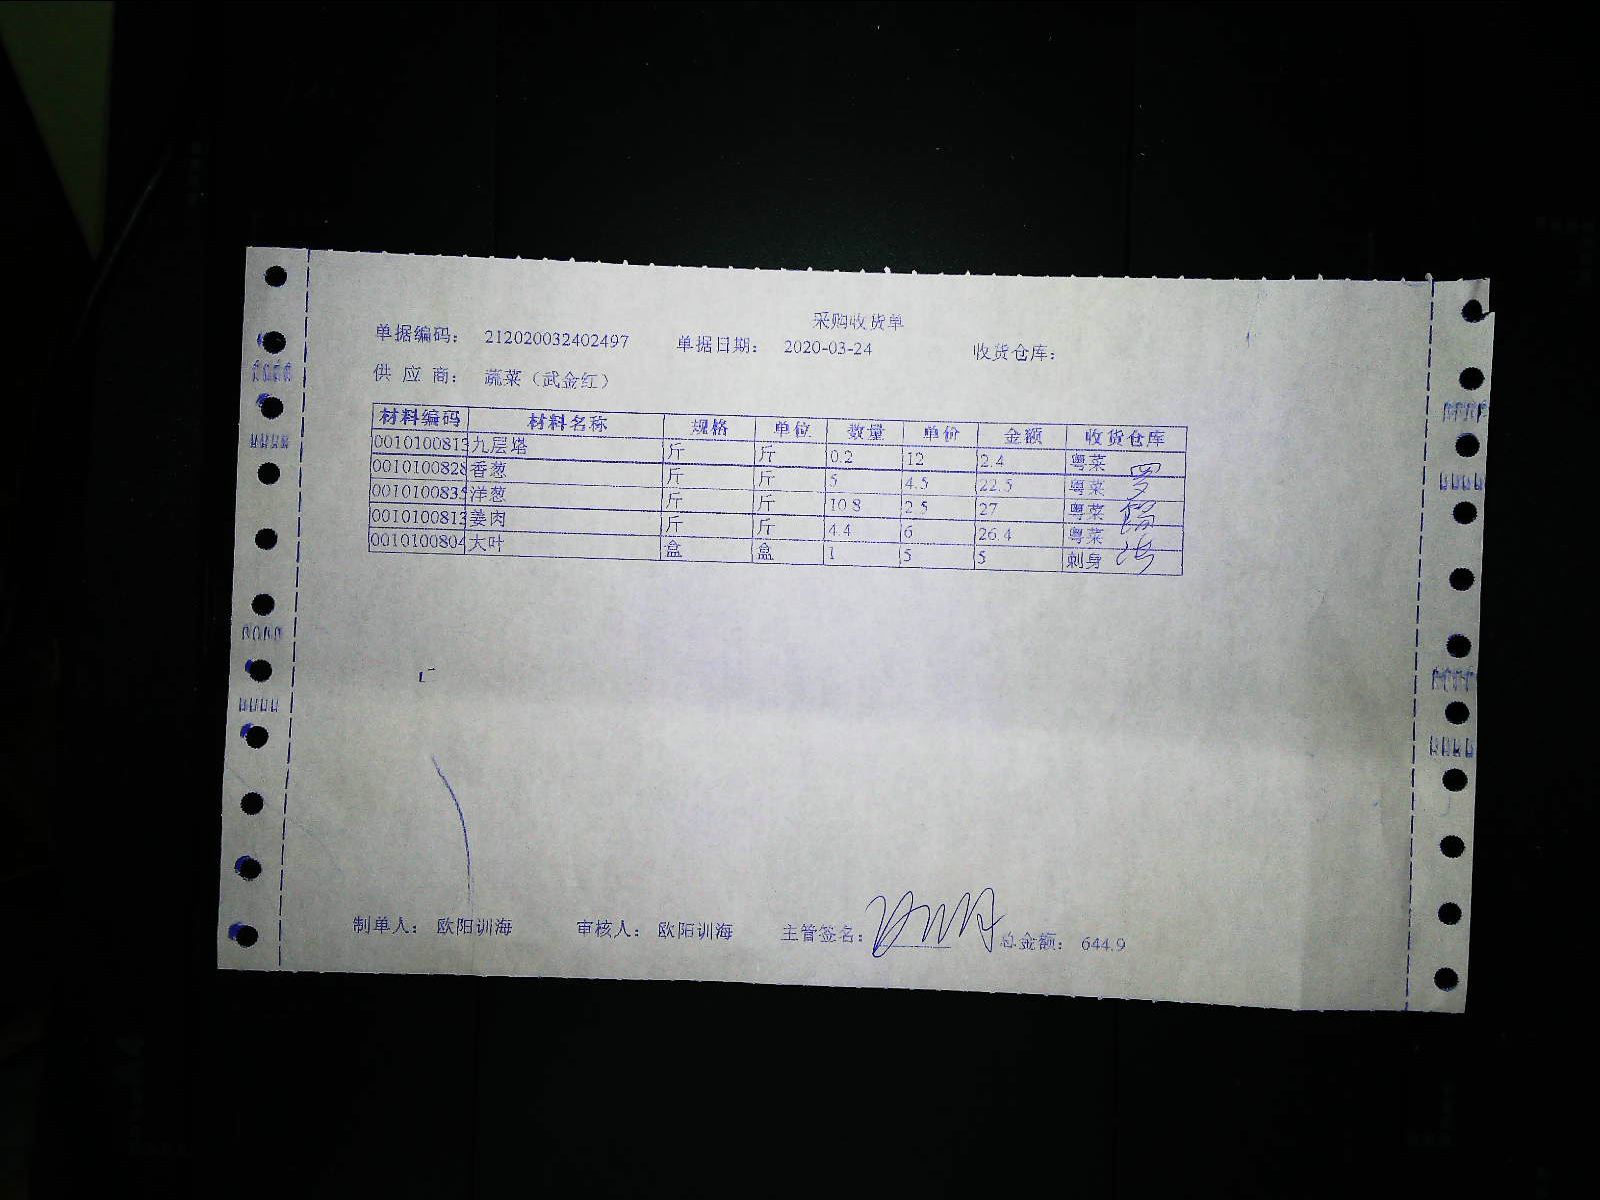 采购收货单
单据编码： 212020032402497 单据日期： 2020-03-24 收货仓库：
供 应 商： 蔬菜（武金红）
材料编码 材料名称 规格 单位 数量 单价 金额 收货仓库
0010100813 九层塔 斤 斤 0.2 12 2.4 粤菜
0010100828 香葱 斤 斤 5 4.5 22.5 粤菜
0010100835 洋葱 斤 斤 10.8 2.5 27 粤菜
0010100812 姜肉 斤 斤 4.4 6 26.4 粤菜
0010100804 大叶 盒 盒 1 5 5 刺身
制单人： 欧阳训海 审核人： 欧阳训海 主管签名： 总金额： 644.9